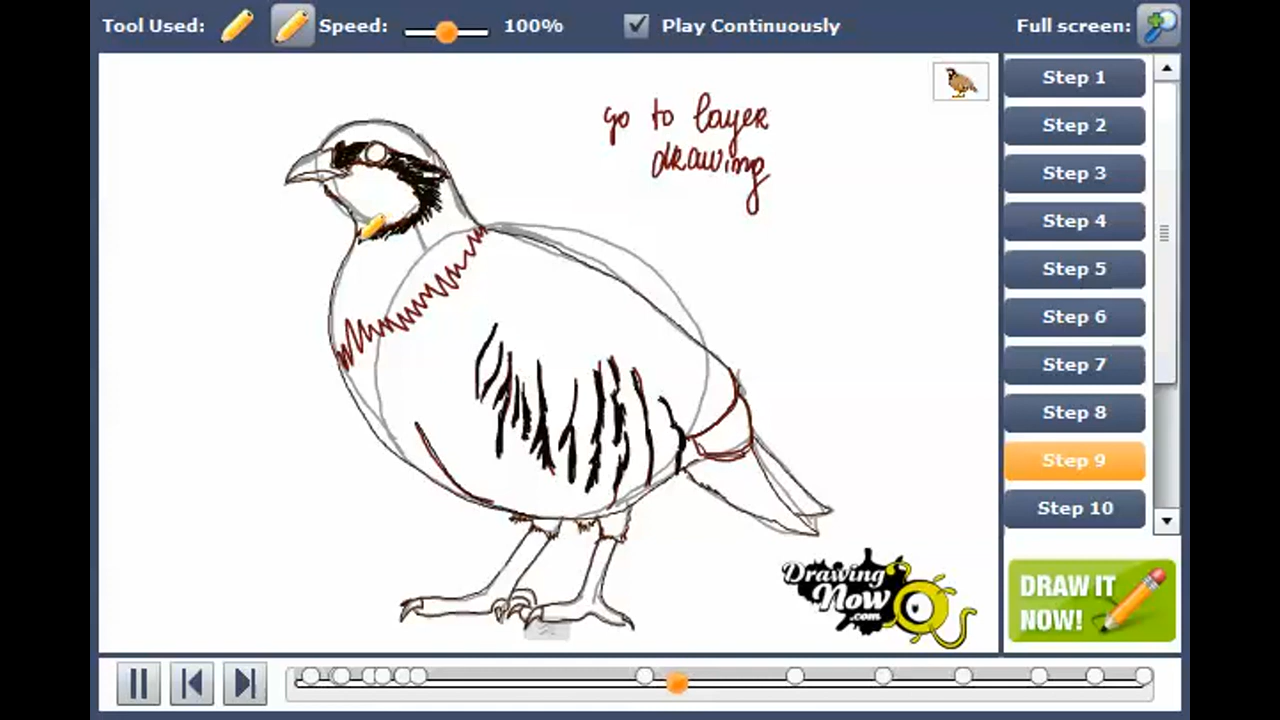 Tool Used:
Speed:
100%
Play Continuously
Full screen:
go to layer
drawing
Step 1
Step 2
Step 3
Step 4
Step 5
Step 6
Step 7
Step 8
Step 9
Step 10
Drawing
Now!
.com
DRAW IT
NOW!